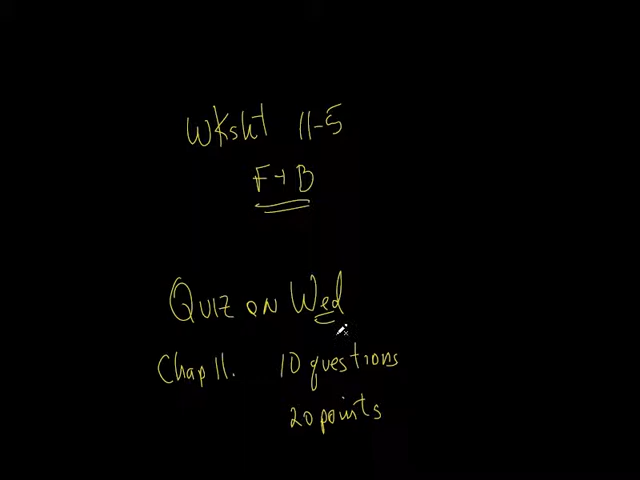 Wksht 11-5
F+B
Quiz on Wed
Chap 11. 10 questions
20 points